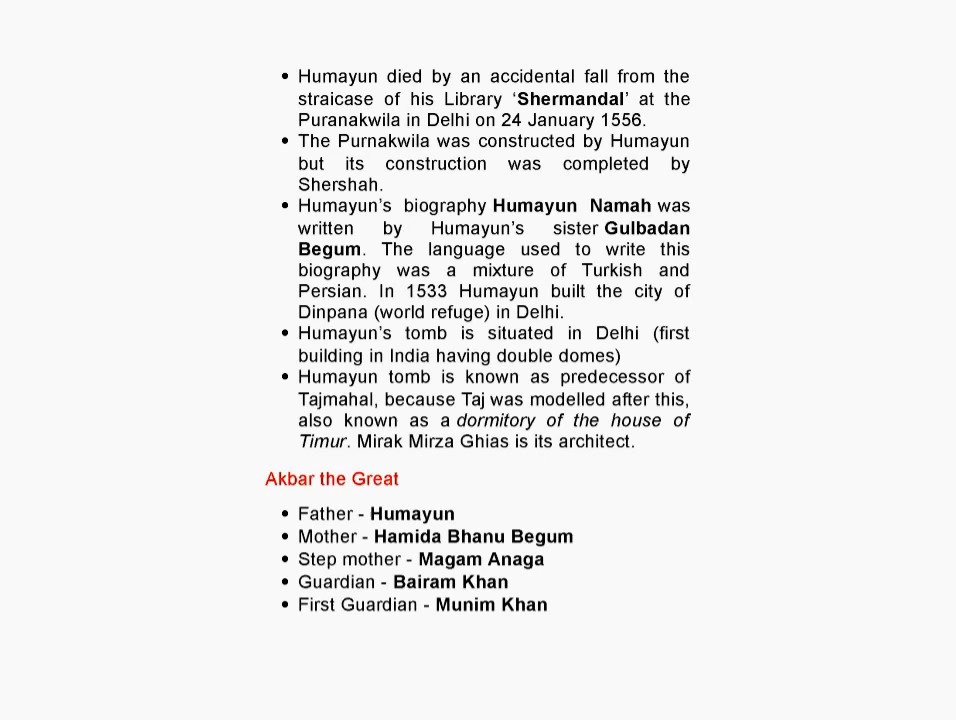 • Humayun died by an accidental fall from the
straicase of his Library ‘Shermandal’ at the
Puranakwila in Delhi on 24 January 1556.
• The Purnakwila was constructed by Humayun
but its construction was completed by
Shershah.
• Humayun’s biography Humayun Namah was
written by Humayun’s sister Gulbadan
Begum. The language used to write this
biography was a mixture of Turkish and
Persian. In 1533 Humayun built the city of
Dinpana (world refuge) in Delhi.
• Humayun’s tomb is situated in Delhi (first
building in India having double domes)
• Humayun tomb is known as predecessor of
Tajmahal, because Taj was modelled after this,
also known as a dormitory of the house of
Timur. Mirak Mirza Ghias is its architect.
Akbar the Great
• Father - Humayun
• Mother - Hamida Bhanu Begum
• Step mother - Magam Anaga
• Guardian - Bairam Khan
• First Guardian - Munim Khan